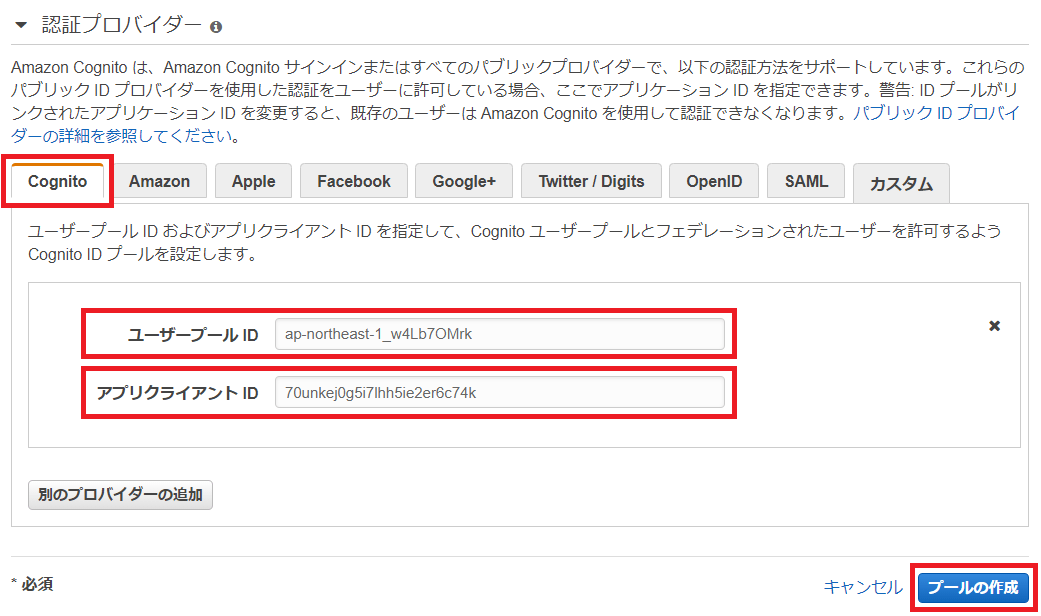 認証プロバイダー
Amazon Cognito は、Amazon Cognito サインインまたはすべてのパブリックプロバイダーで、以下の認証方法をサポートしています。これらの
パブリック ID プロバイダーを使用した認証をユーザーに許可している場合、ここでアプリケーション ID を指定できます。警告: ID プールがリ
ンクされたアプリケーション ID を変更すると、既存のユーザーは Amazon Cognito を使用して認証できなくなります。パブリック ID プロバイ
ダーの詳細を参照してください。
Cognito Amazon Apple Facebook Google+ Twitter / Digits OpenID SAML カスタム
ユーザープール ID およびアプリクライアント ID を指定して、Cognito ユーザープールとフェデレーションされたユーザーを許可するよう
Cognito ID プールを設定します。
ユーザープール ID ap-northeast-1_w4Lb7OMrk
アプリクライアント ID 70unkej0g5i7lhh5ie2er6c74k
別のプロバイダーの追加
* 必須 キャンセル プールの作成